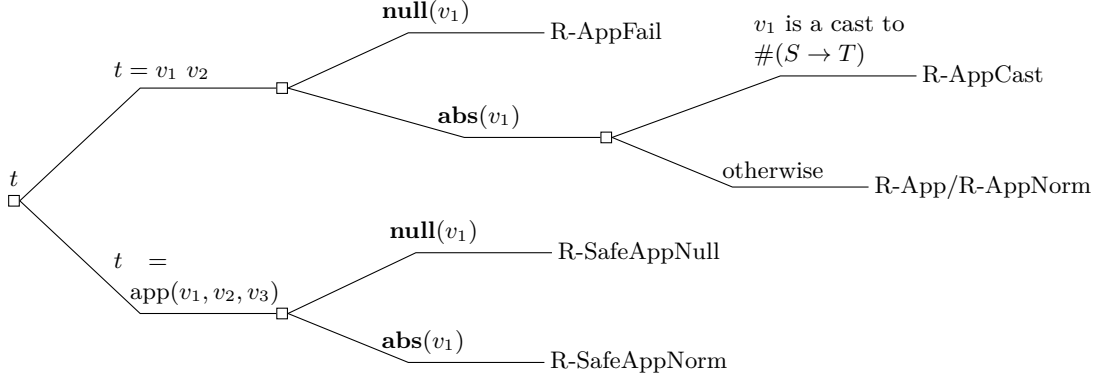 null(v₁)
R-AppFail
v₁ is a cast to
#(S → T)
R-AppCast
t = v₁ v₂
abs(v₁)
otherwise
R-App/R-AppNorm
t
null(v₁)
R-SafeAppNull
t =
app(v₁, v₂, v₃)
abs(v₁)
R-SafeAppNorm